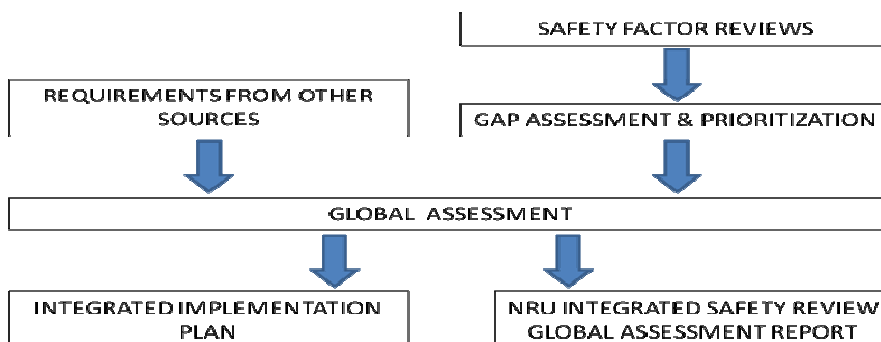 SAFETY FACTOR REVIEWS
REQUIREMENTS FROM OTHER
SOURCES
GAP ASSESSMENT & PRIORITIZATION
GLOBAL ASSESSMENT
INTEGRATED IMPLEMENTATION
PLAN
NRU INTEGRATED SAFETY REVIEW
GLOBAL ASSESSMENT REPORT